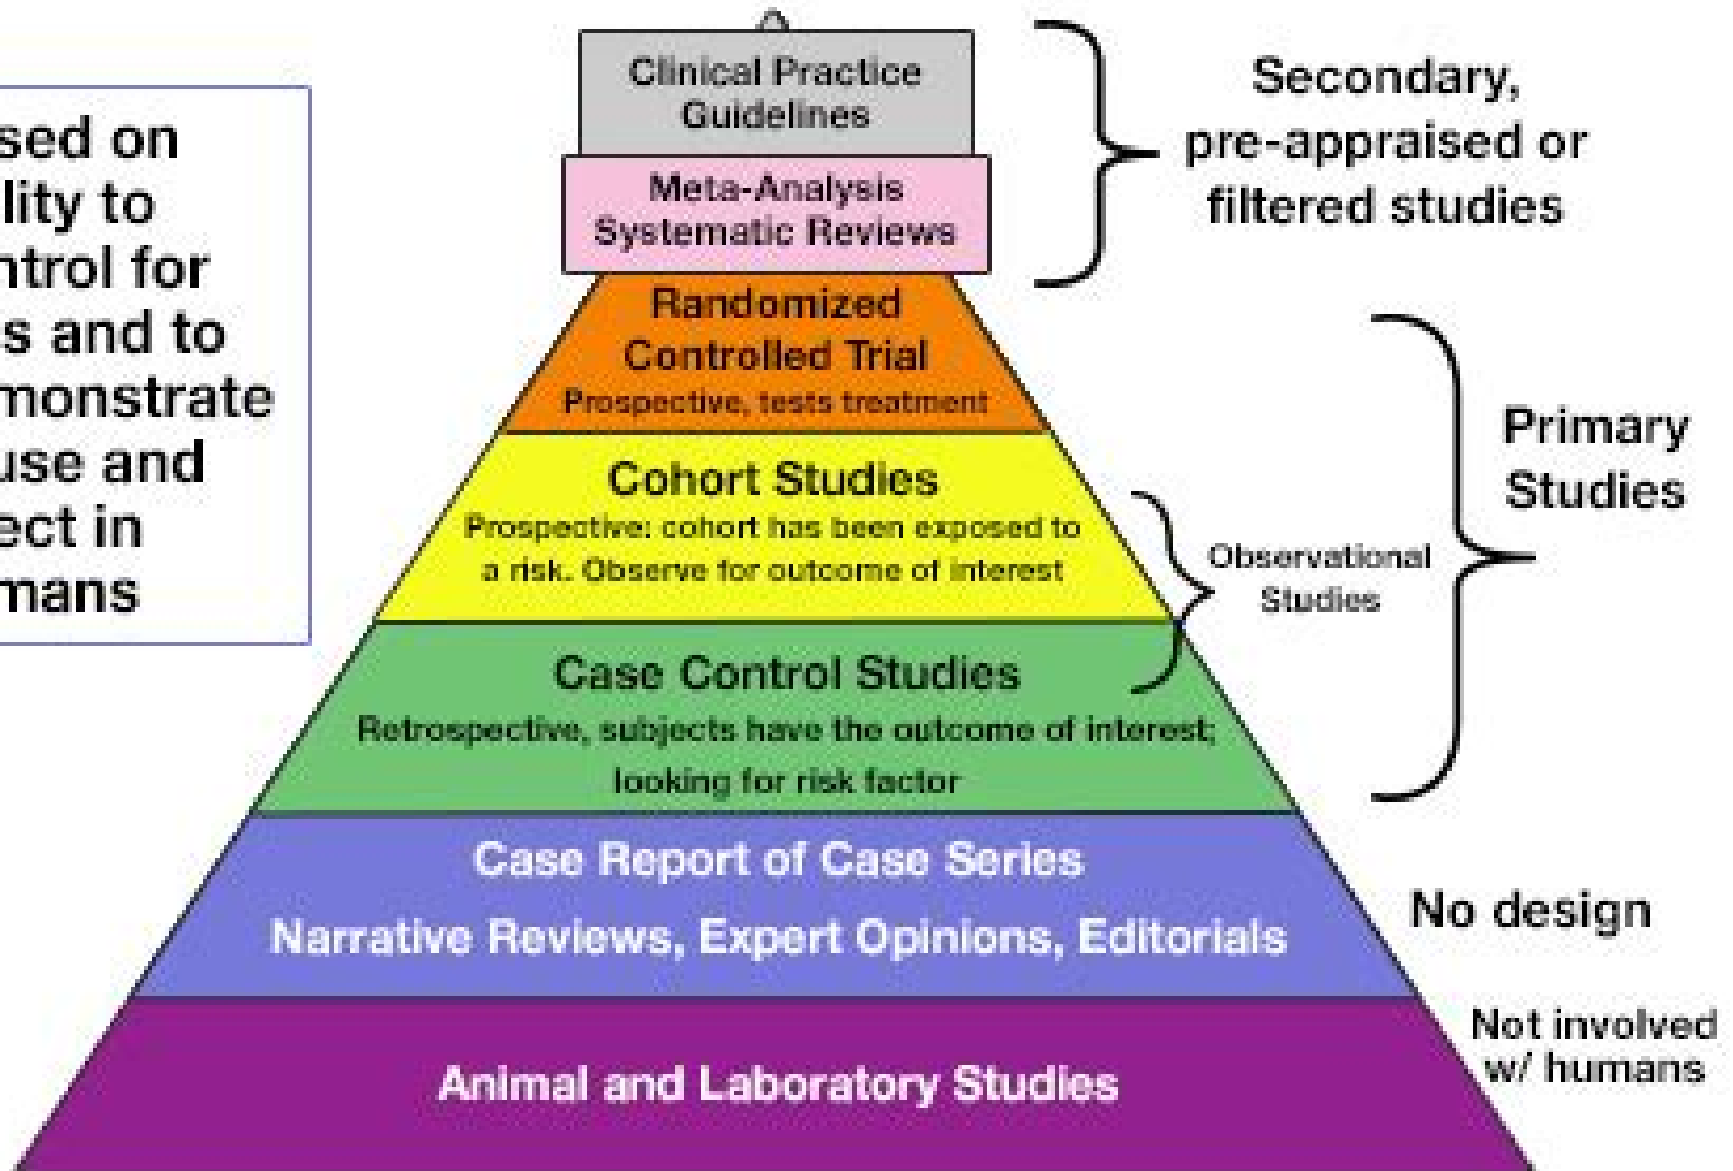 sed on
lity to
ntrol for
s and to
monstrate
use and
ect in
mans
Clinical Practice
Guidelines
Meta-Analysis
Systematic Reviews
Secondary,
pre-appraised or
filtered studies
Randomized
Controlled Trial
Prospective, tests treatment
Cohort Studies
Prospective: cohort has been exposed to
a risk. Observe for outcome of interest
Case Control Studies
Retrospective, subjects have the outcome of interest;
looking for risk factor
Observational
Studies
Primary
Studies
Case Report of Case Series
Narrative Reviews, Expert Opinions, Editorials
No design
Animal and Laboratory Studies
Not involved
w/ humans